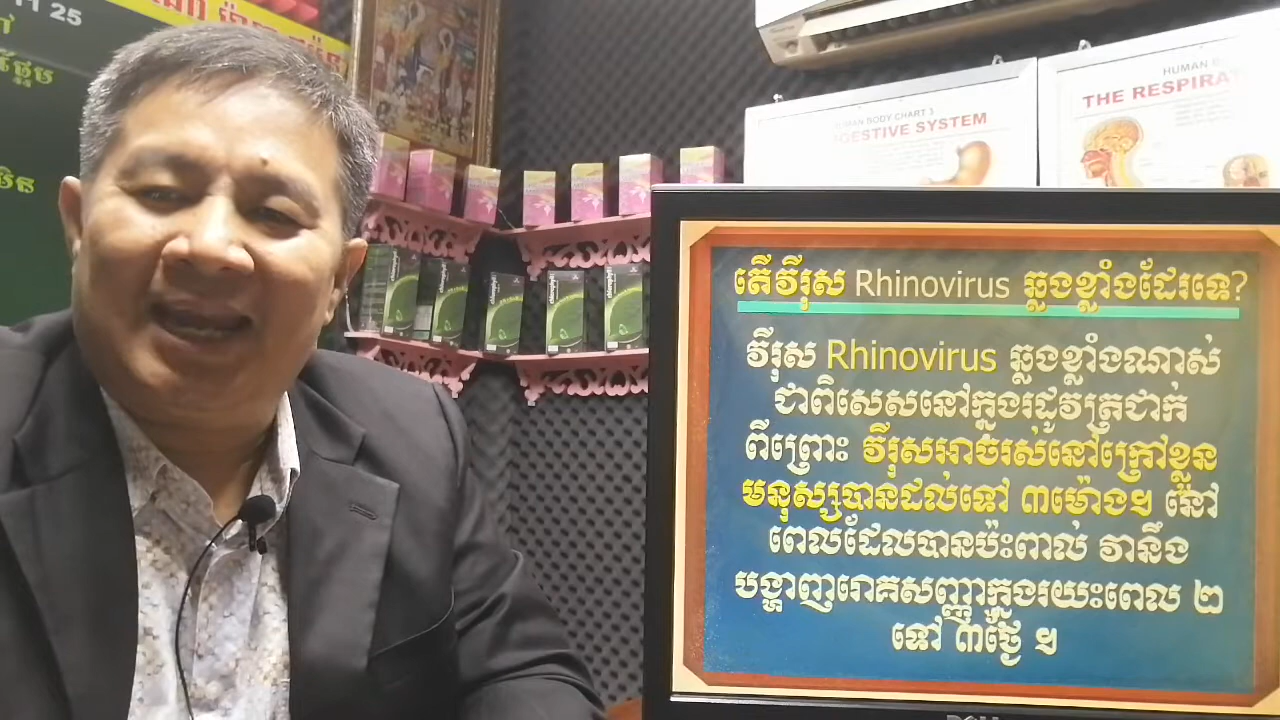 11 25
មិន
HUMAN BODY CHART 3
DIGESTIVE SYSTEM
HUMAN B
THE RESPIRAT
តើវីរុស Rhinovirus ឆ្លងខ្លាំងដែរទេ?
វីរុស Rhinovirus ឆ្លងខ្លាំងណាស់
ជាពិសេសនៅក្នុងរដូវត្រជាក់
ពីព្រោះ វីរុសអាចរស់នៅក្រៅខ្លួន
មនុស្សបានដល់ទៅ ៣ម៉ោង។ នៅ
ពេលដែលបានប៉ះពាល់ វានឹង
បង្ហាញរោគសញ្ញាក្នុងរយៈពេល ២
ទៅ ៣ថ្ងៃ ។